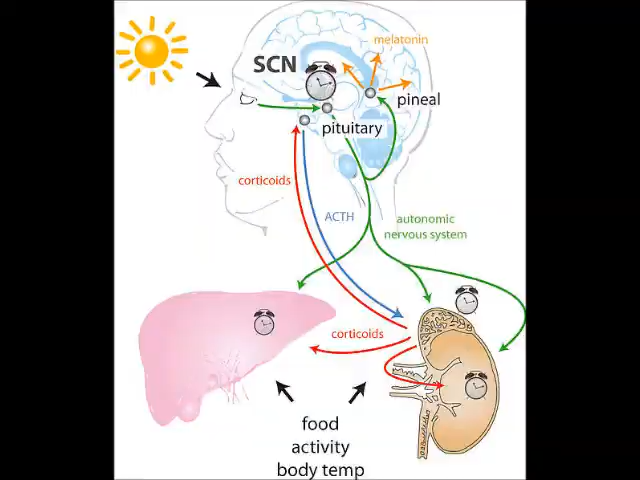 melatonin
SCN
pineal
pituitary
corticoids
ACTH
autonomic
nervous system
corticoids
food
activity
body temp